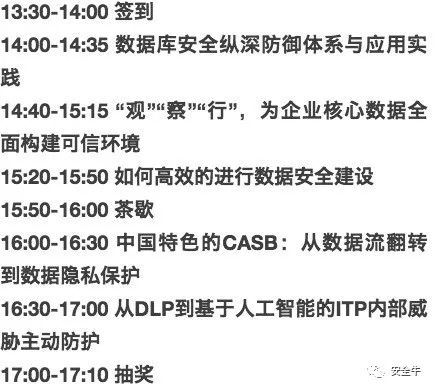 13:30-14:00 签到
14:00-14:35 数据库安全纵深防御体系与应用实
践
14:40-15:15 “观”“察”“行”，为企业核心数据全
面构建可信环境
15:20-15:50 如何高效的进行数据安全建设
15:50-16:00 茶歇
16:00-16:30 中国特色的CASB：从数据流翻转
到数据隐私保护
16:30-17:00 从DLP到基于人工智能的ITP内部威
胁主动防护
17:00-17:10 抽奖
安全牛